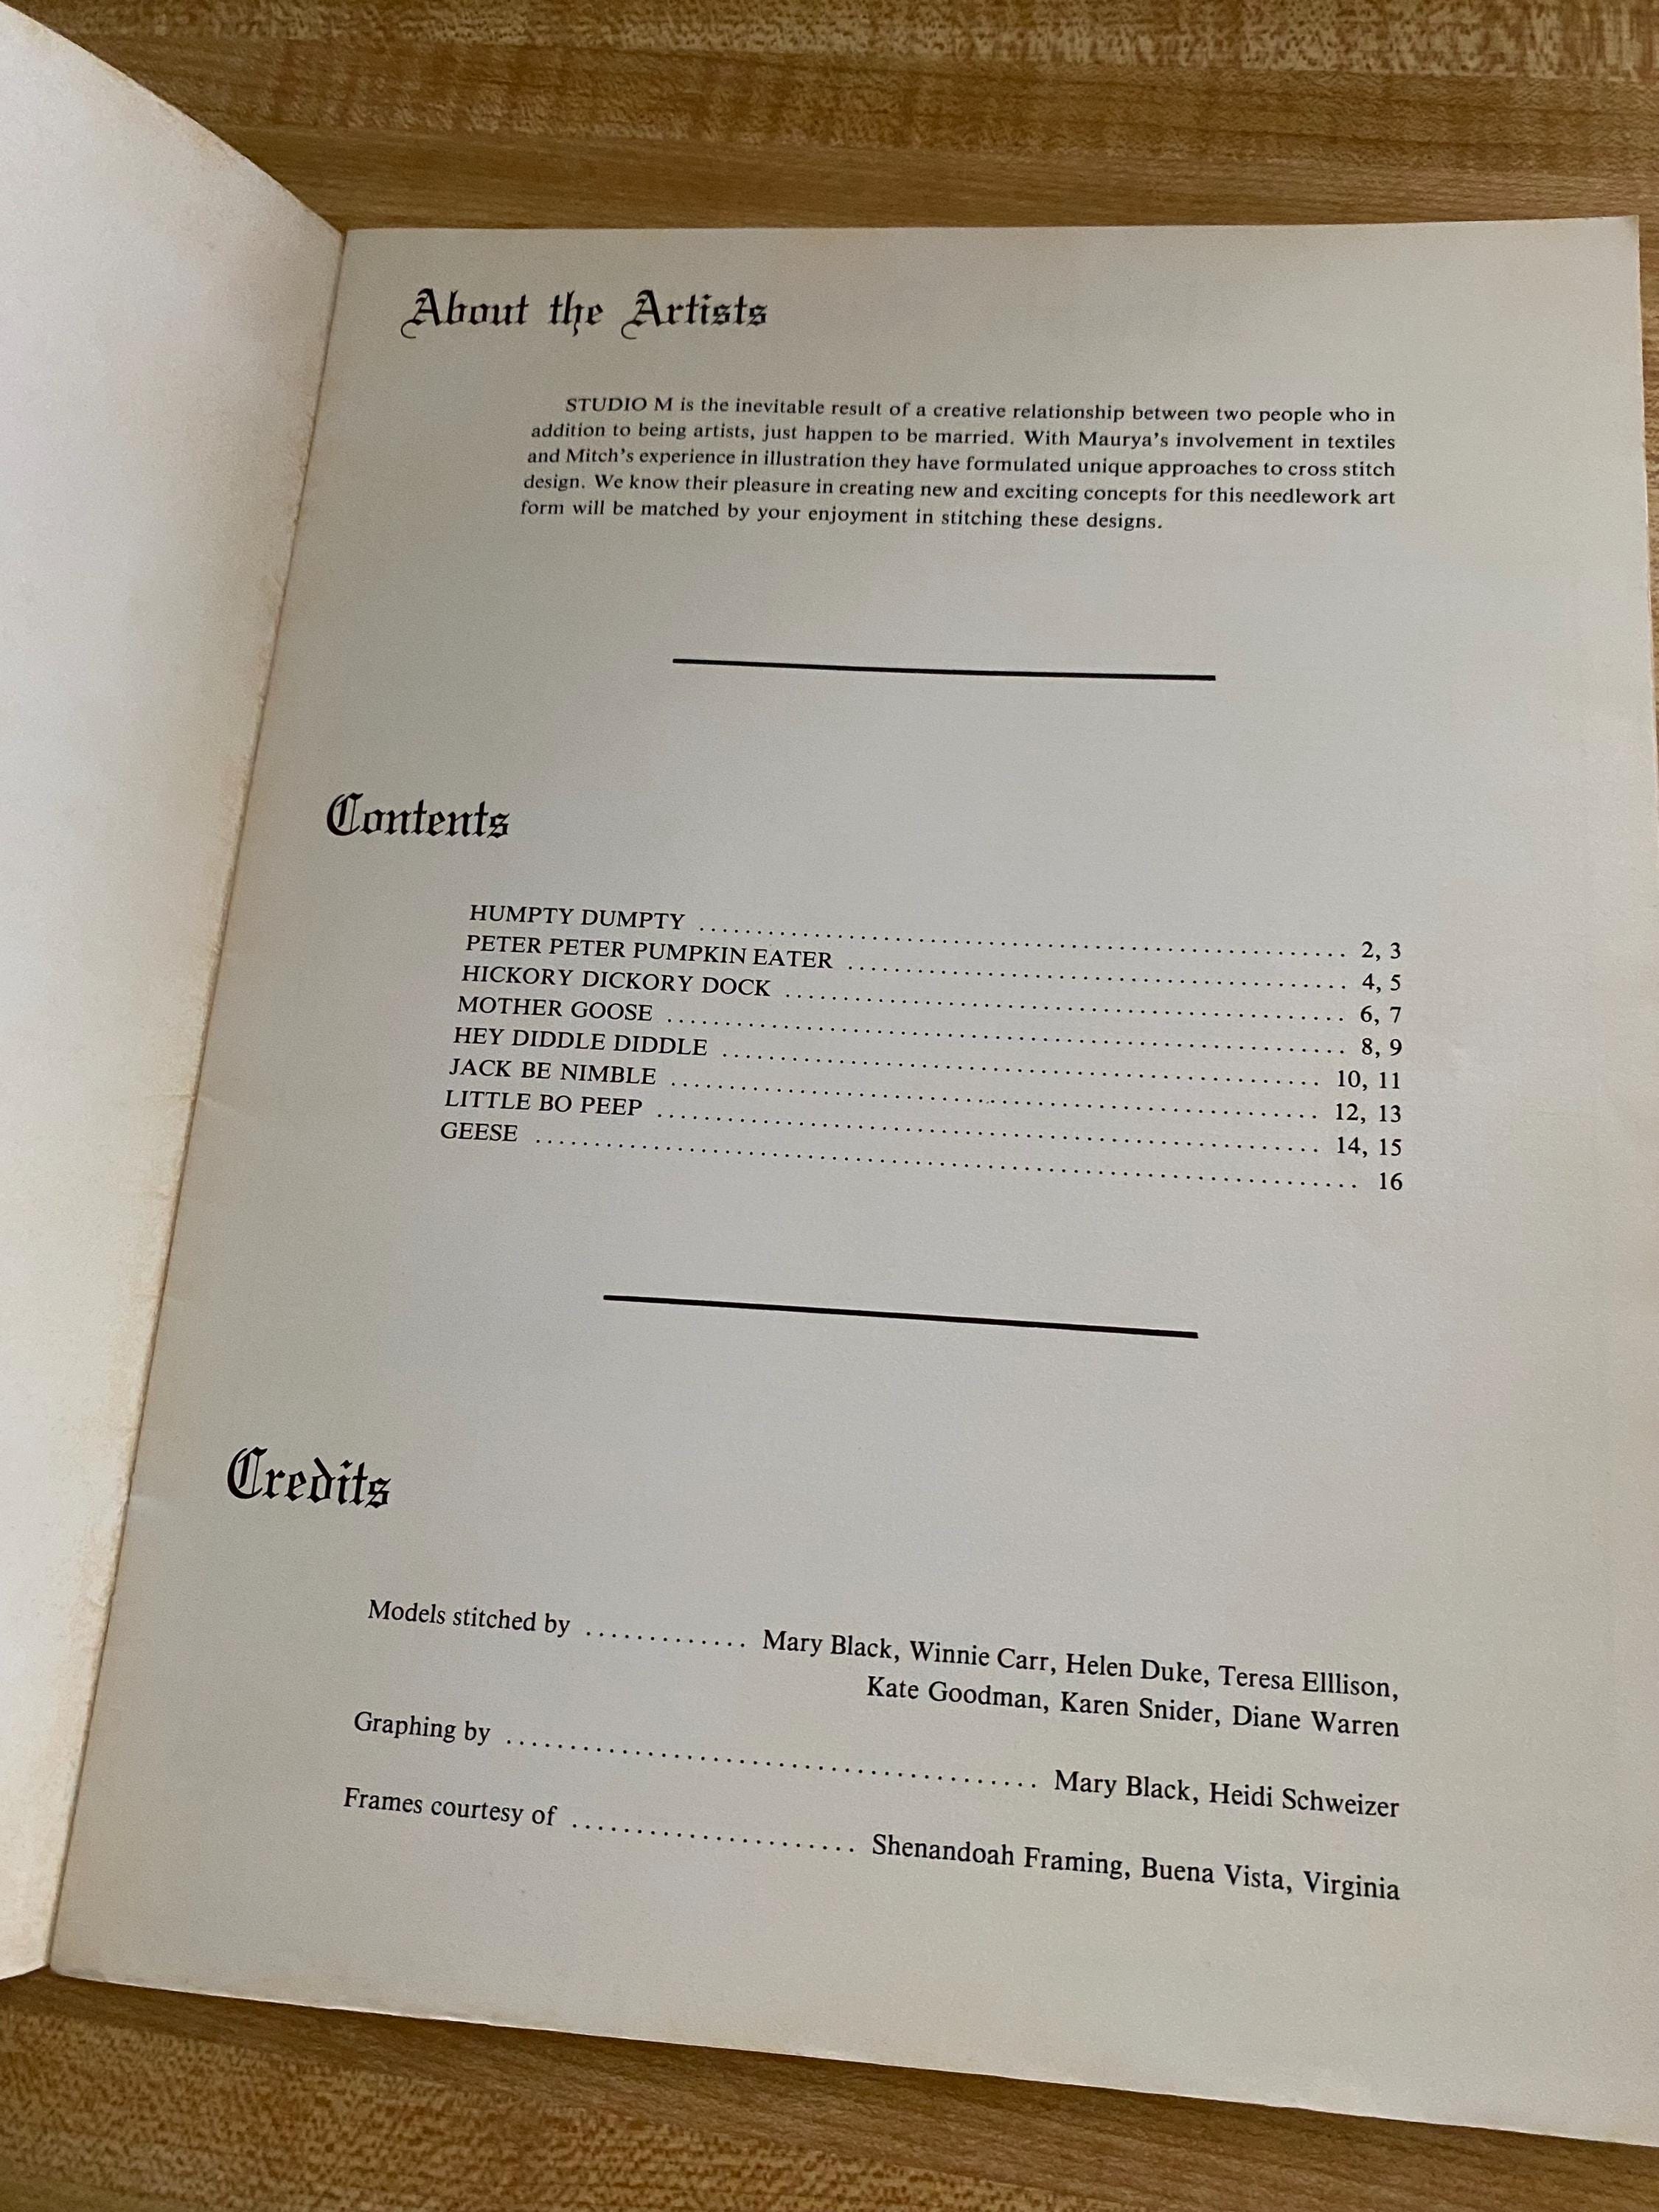 About the Artists
STUDIO M is the inevitable result of a creative relationship between two people who in
addition to being artists, just happen to be married. With Maurya's involvement in textiles
and Mitch's experience in illustration they have formulated unique approaches to cross stitch
design. We know their pleasure in creating new and exciting concepts for this needlework art
form will be matched by your enjoyment in stitching these designs.
Contents
HUMPTY DUMPTY ........................................................ 2, 3
PETER PETER PUMPKIN EATER ........................................... 4, 5
HICKORY DICKORY DOCK ................................................ 6, 7
MOTHER GOOSE .......................................................... 8, 9
HEY DIDDLE DIDDLE ................................................... 10, 11
JACK BE NIMBLE ........................................................ 12, 13
LITTLE BO PEEP ......................................................... 14, 15
GEESE ...................................................................... 16
Credits
Models stitched by ............. Mary Black, Winnie Carr, Helen Duke, Teresa Elllison,
Kate Goodman, Karen Snider, Diane Warren
Graphing by .......................................... Mary Black, Heidi Schweizer
Frames courtesy of ...................... Shenandoah Framing, Buena Vista, Virginia